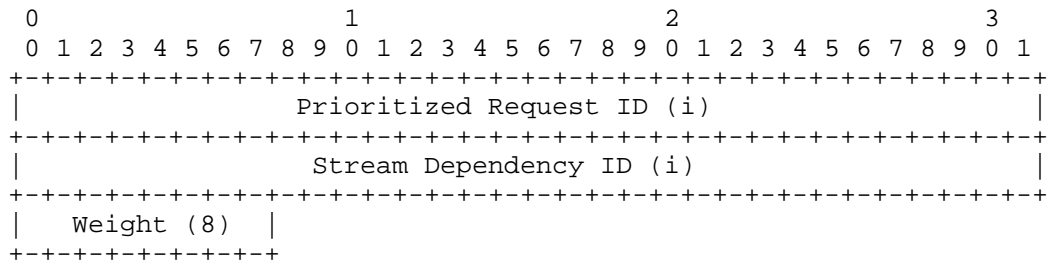 0                   1                   2                   3
 0 1 2 3 4 5 6 7 8 9 0 1 2 3 4 5 6 7 8 9 0 1 2 3 4 5 6 7 8 9 0 1
+-+-+-+-+-+-+-+-+-+-+-+-+-+-+-+-+-+-+-+-+-+-+-+-+-+-+-+-+-+-+-+-+
|                 Prioritized Request ID (i)                    |
+-+-+-+-+-+-+-+-+-+-+-+-+-+-+-+-+-+-+-+-+-+-+-+-+-+-+-+-+-+-+-+-+
|                  Stream Dependency ID (i)                     |
+-+-+-+-+-+-+-+-+-+-+-+-+-+-+-+-+-+-+-+-+-+-+-+-+-+-+-+-+-+-+-+-+
|   Weight (8)  |
+-+-+-+-+-+-+-+-+